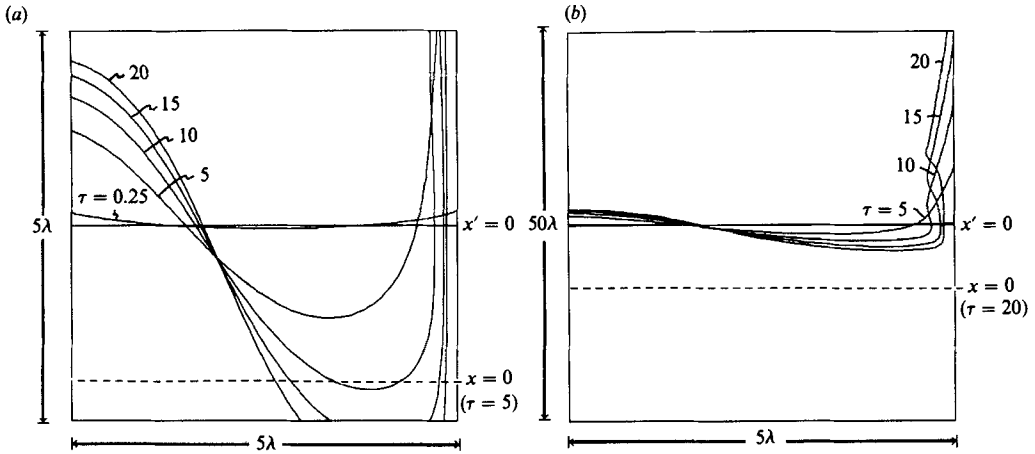 (a)
20
15
10
5
τ = 0.25
5λ
x′ = 0
x = 0
(τ = 5)
5λ
(b)
20
15
10
τ = 5
50λ
x′ = 0
x = 0
(τ = 20)
5λ